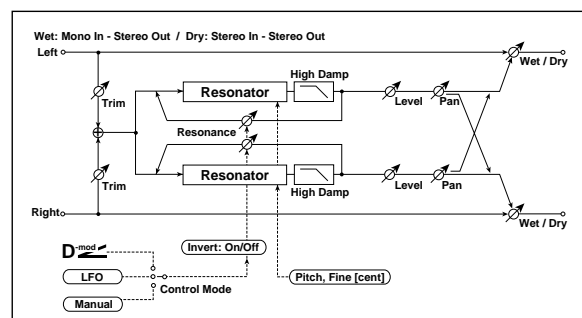 Wet: Mono In - Stereo Out / Dry: Stereo In - Stereo Out
Left
Wet / Dry
High Damp
Resonator
Trim
Level
Pan
Resonance
Resonator
High Damp
Trim
Level
Pan
Right
Wet / Dry
D-mod
Invert: On/Off
LFO
Pitch, Fine [cent]
Control Mode
Manual